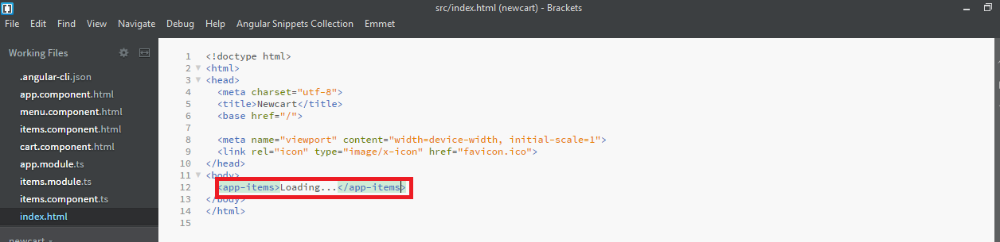 src/index.html (newcart) - Brackets
File Edit Find View Navigate Debug Help Angular Snippets Collection Emmet
Working Files
.angular-cli.json
app.component.html
menu.component.html
items.component.html
cart.component.html
app.module.ts
items.module.ts
items.component.ts
index.html
newcart
1 <!doctype html>
2 <html>
3 <head>
4 <meta charset="utf-8">
5 <title>Newcart</title>
6 <base href="/">
7
8 <meta name="viewport" content="width=device-width, initial-scale=1">
9 <link rel="icon" type="image/x-icon" href="favicon.ico">
10 </head>
11 <body>
12 <app-items>Loading...</app-items>
13 </body>
14 </html>
15